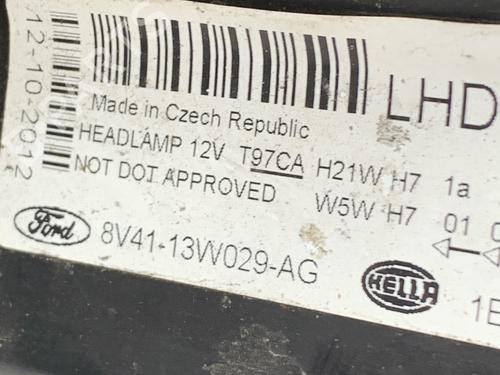 12-10-2012
LHD
Made in Czech Republic
HEADLAMP 12V T97CA H21W H7 1a
NOT DOT APPROVED W5W H7 01
Ford 8V41-13W029-AG HELLA